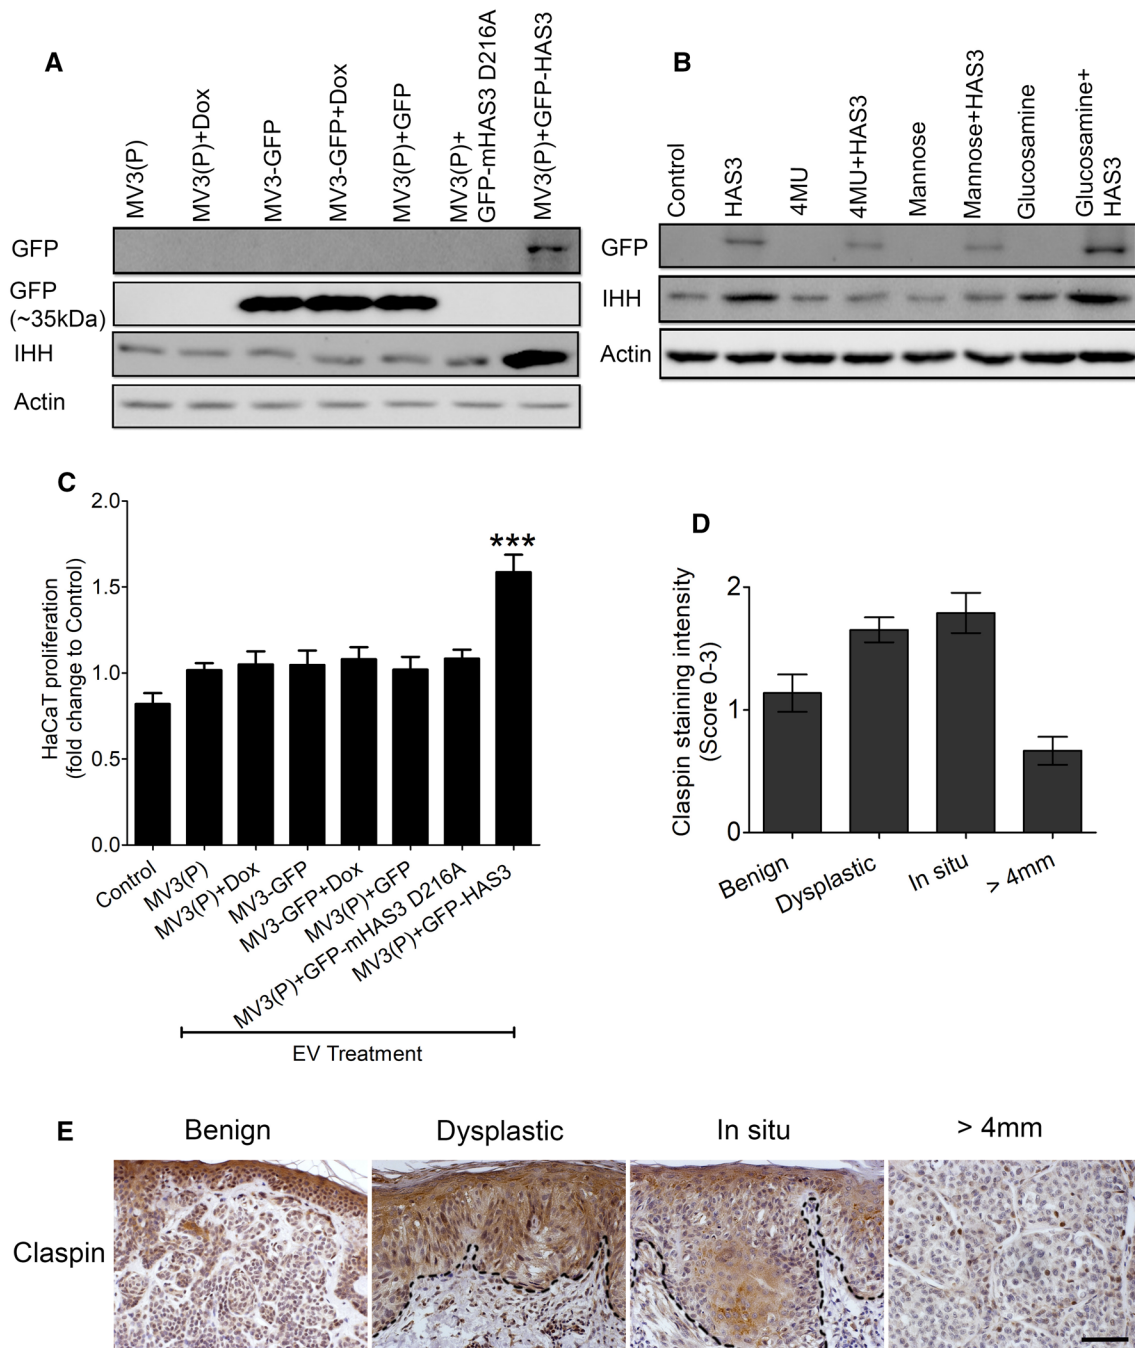 A
MV3(P)
MV3(P)+Dox
MV3-GFP
MV3-GFP+Dox
MV3(P)+GFP
MV3(P)+
GFP-mHAS3 D216A
MV3(P)+GFP-HAS3
GFP
GFP
(~35kDa)
IHH
Actin
B
Control
HAS3
4MU
4MU+HAS3
Mannose
Mannose+HAS3
Glucosamine
Glucosamine+
HAS3
GFP
IHH
Actin
C
HaCaT proliferation
(fold change to Control)
2.0
1.5
1.0
0.5
0.0
***
Control
MV3(P)
MV3(P)+Dox
MV3-GFP
MV3-GFP+Dox
MV3(P)+GFP
MV3(P)+GFP-mHAS3 D216A
MV3(P)+GFP-HAS3
EV Treatment
D
Claspin staining intensity
(Score 0-3)
2
1
0
Benign
Dysplastic
In situ
> 4mm
E
Benign
Dysplastic
In situ
> 4mm
Claspin